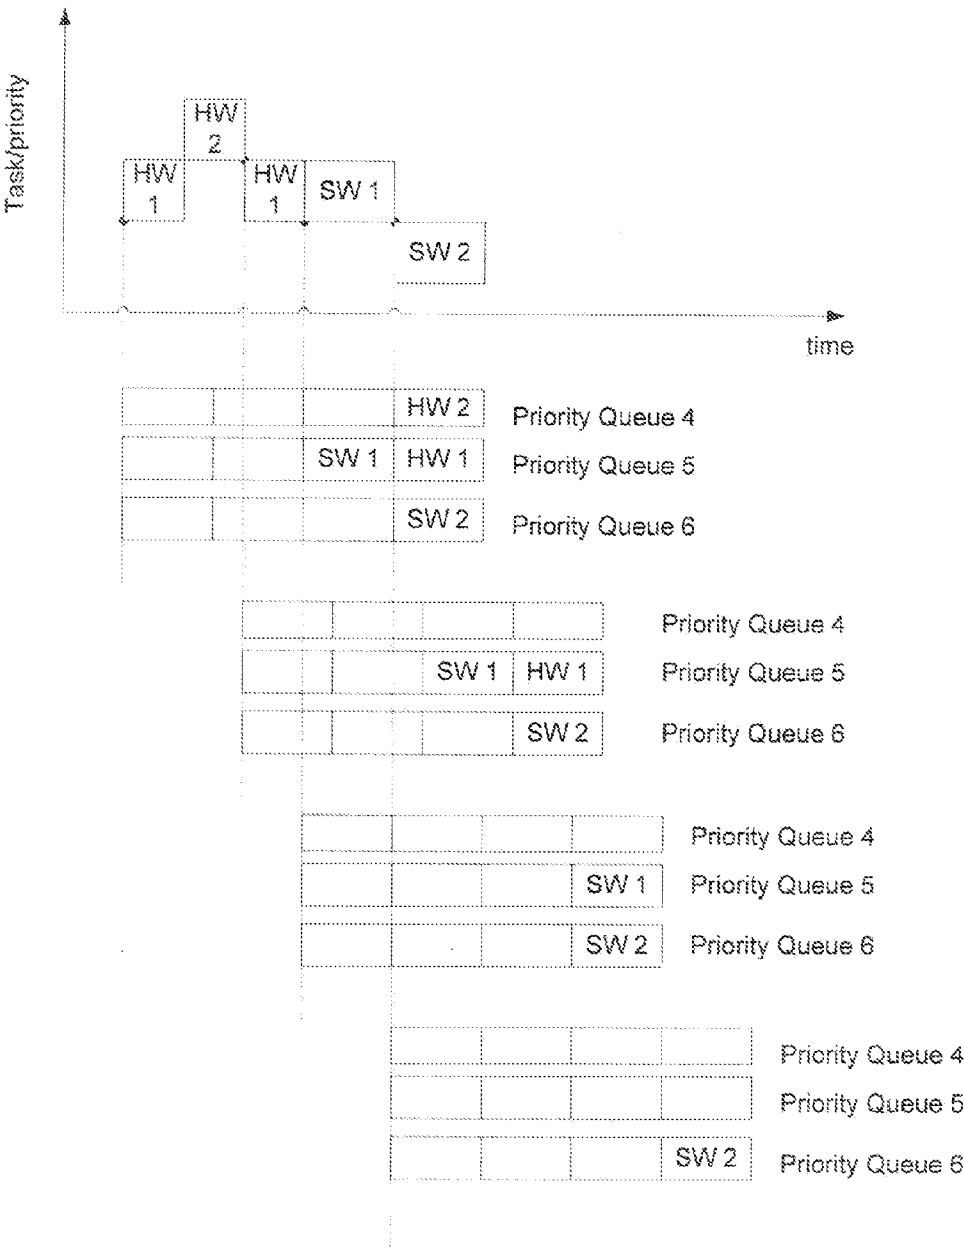 Task/priority
HW 2
HW 1
HW 1
SW 1
SW 2
time
HW 2 Priority Queue 4
SW 1 HW 1 Priority Queue 5
SW 2 Priority Queue 6
Priority Queue 4
SW 1 HW 1 Priority Queue 5
SW 2 Priority Queue 6
Priority Queue 4
SW 1 Priority Queue 5
SW 2 Priority Queue 6
Priority Queue 4
Priority Queue 5
SW 2 Priority Queue 6